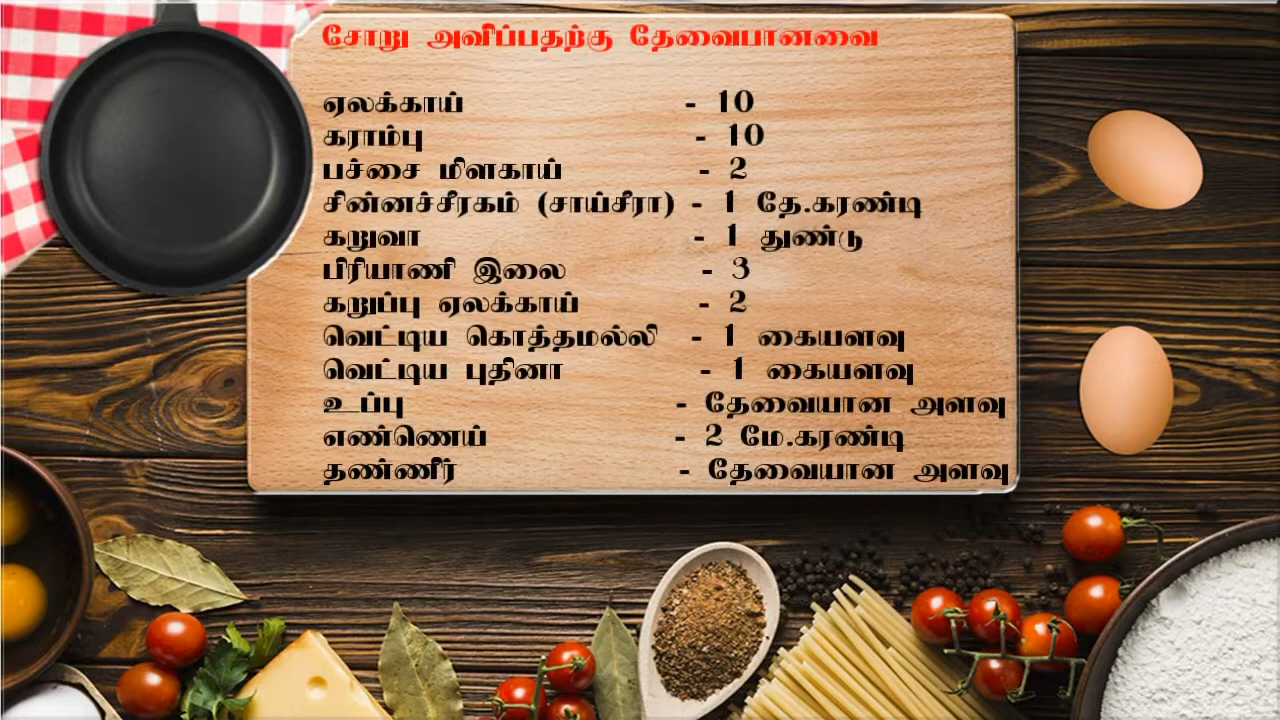 சோறு அவிப்பதற்கு தேவைபானவை
ஏலக்காய் - 10
கராம்பு - 10
பச்சை மிளகாய் - 2
சின்னச்சீரகம் (சாய்சீரா) - 1 தே.கரண்டி
கறுவா - 1 துண்டு
பிரியாணி இலை - 3
கறுப்பு ஏலக்காய் - 2
வெட்டிய கொத்தமல்லி - 1 கையளவு
வெட்டிய புதினா - 1 கையளவு
உப்பு - தேவையான அளவு
எண்ணெய் - 2 மே.கரண்டி
தண்ணீர் - தேவையான அளவு